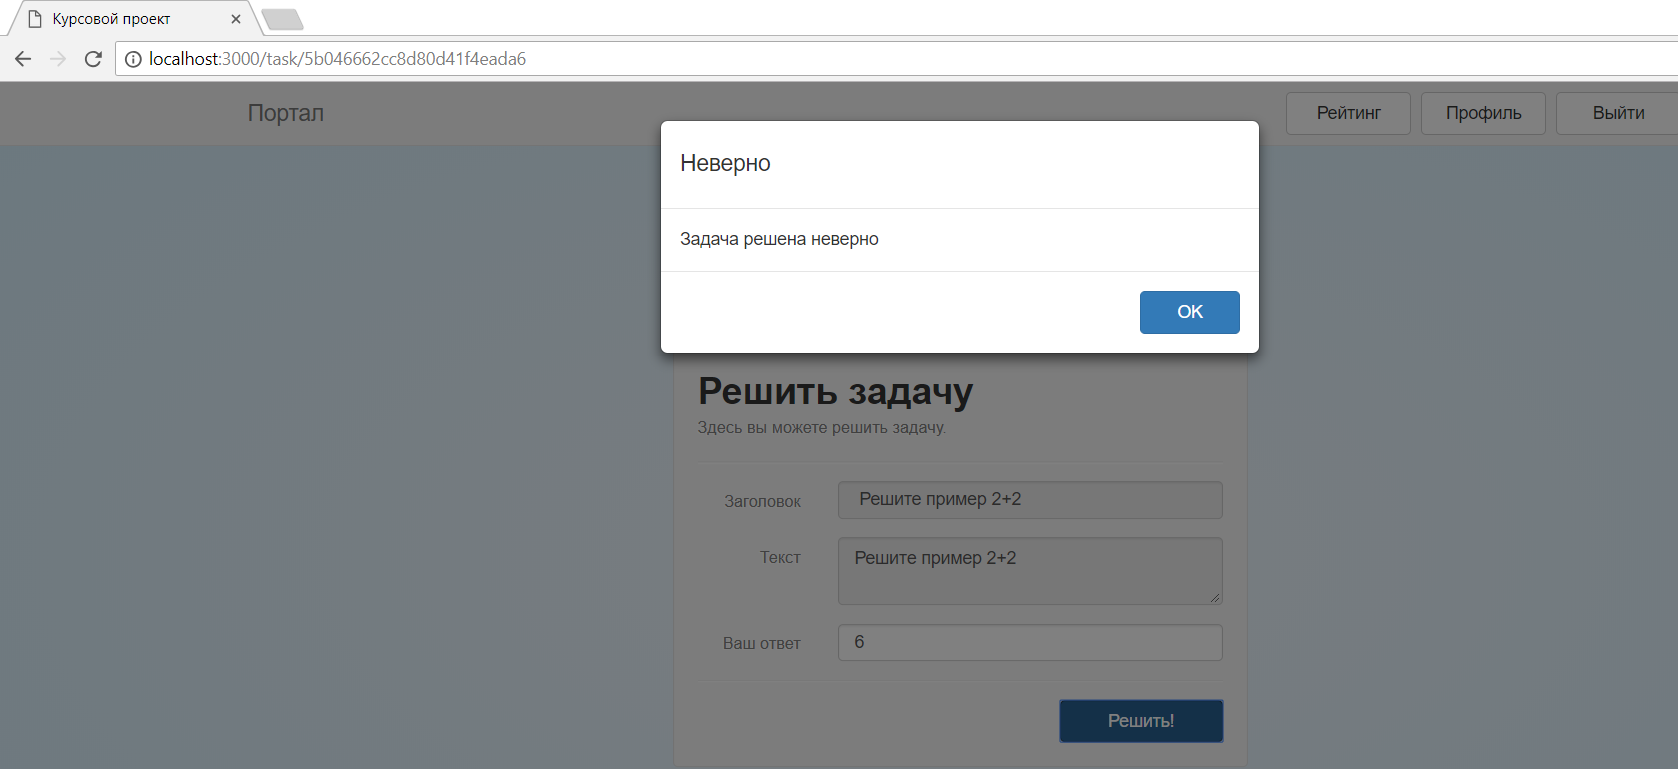 Курсовой проект
localhost:3000/task/5b046662cc8d80d41f4eada6
Портал
Рейтинг
Профиль
Выйти
Неверно
Задача решена неверно
OK
Решить задачу
Здесь вы можете решить задачу.
Заголовок
Решите пример 2+2
Текст
Решите пример 2+2
Ваш ответ
6
Решить!